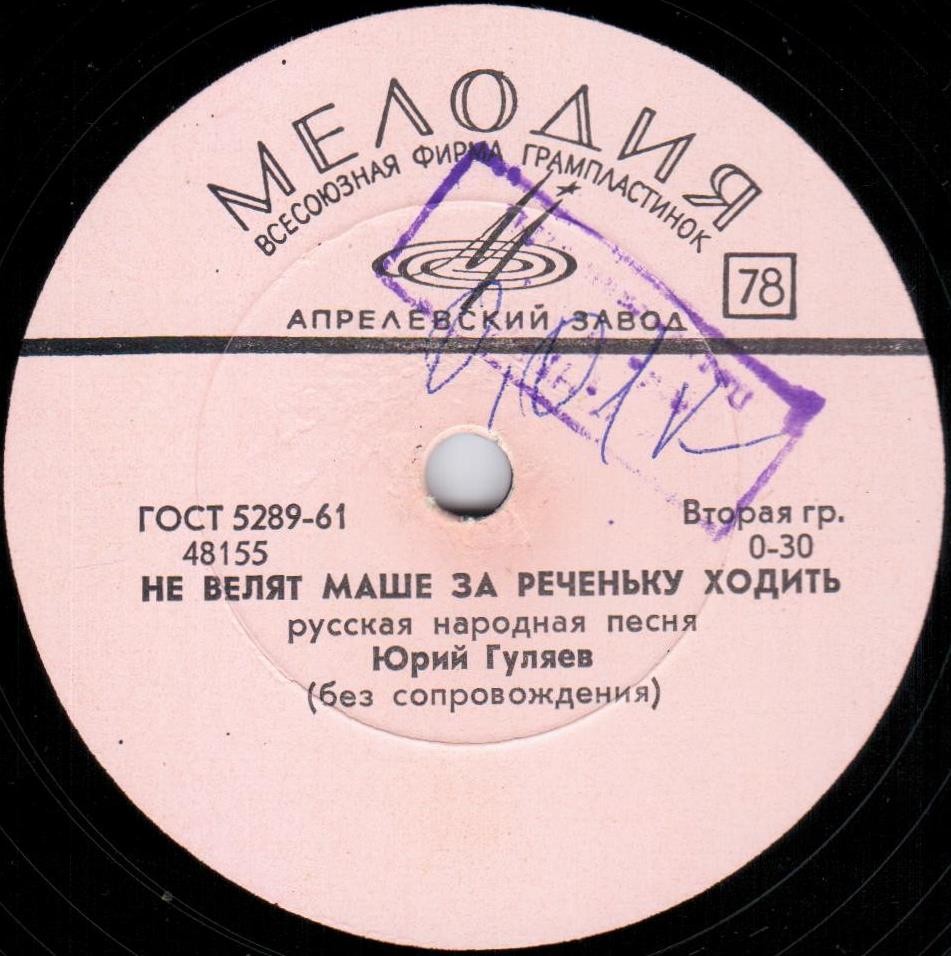 МЕЛОДИЯ
ВСЕСОЮЗНАЯ ФИРМА ГРАМПЛАСТИНОК
78
АПРЕЛЕВСКИЙ ЗАВОД
ГОСТ 5289-61
Вторая гр.
48155
0-30
НЕ ВЕЛЯТ МАШЕ ЗА РЕЧЕНЬКУ ХОДИТЬ
русская народная песня
Юрий Гуляев
(без сопровождения)